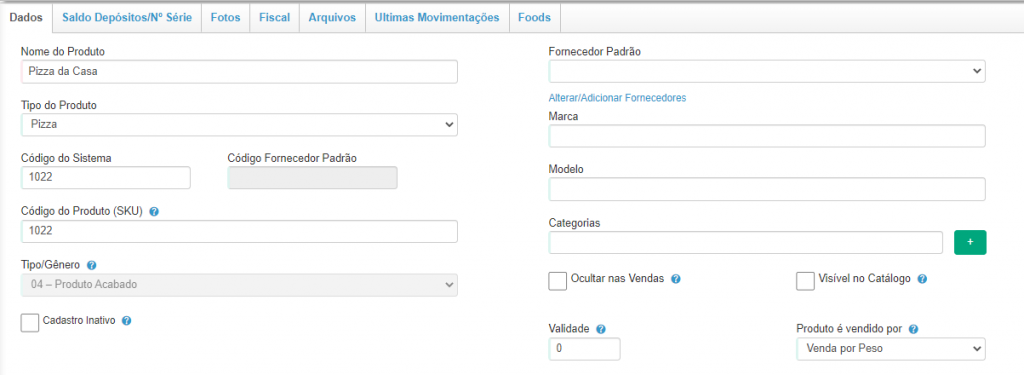 Dados Saldo Depósitos/Nº Série Fotos Fiscal Arquivos Ultimas Movimentações Foods
Nome do Produto
Pizza da Casa
Tipo do Produto
Pizza
Código do Sistema Código Fornecedor Padrão
1022
Código do Produto (SKU) ?
1022
Tipo/Gênero ?
04 – Produto Acabado
Cadastro Inativo ?
Fornecedor Padrão
Alterar/Adicionar Fornecedores
Marca
Modelo
Categorias
+
Ocultar nas Vendas ? Visível no Catálogo ?
Validade ? Produto é vendido por ?
0 Venda por Peso